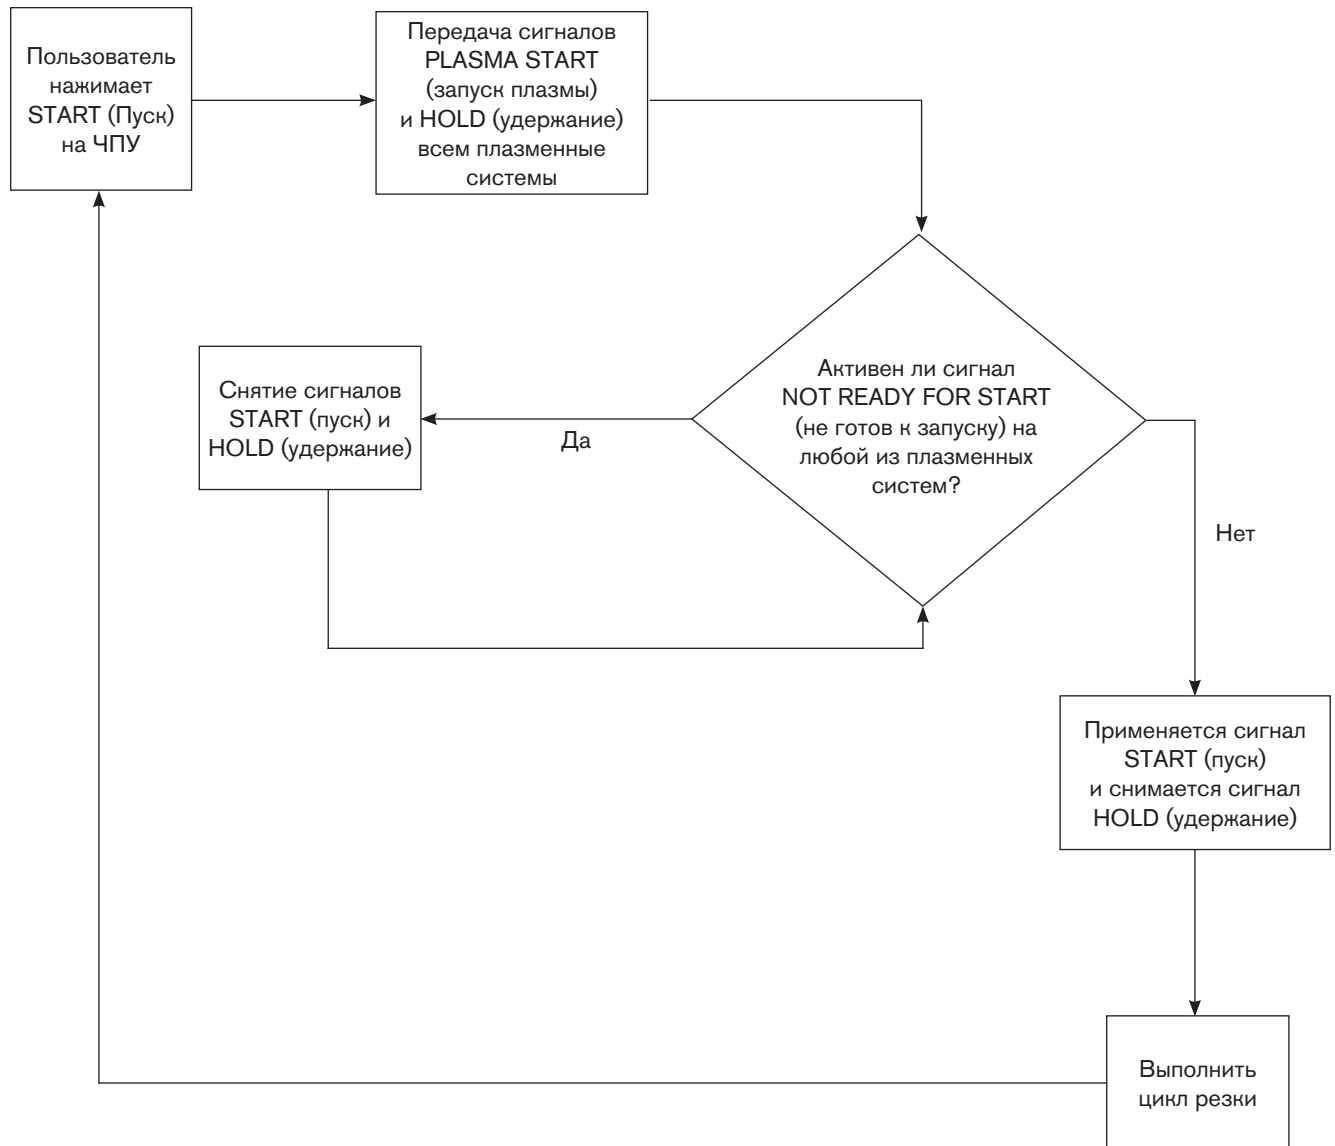 Пользователь
нажимает
START (Пуск)
на ЧПУ
Передача сигналов
PLASMA START
(запуск плазмы)
и HOLD (удержание)
всем плазменные
системы
Активен ли сигнал
NOT READY FOR START
(не готов к запуску) на
любой из плазменных
систем?
Да
Снятие сигналов
START (пуск) и
HOLD (удержание)
Нет
Применяется сигнал
START (пуск)
и снимается сигнал
HOLD (удержание)
Выполнить
цикл резки